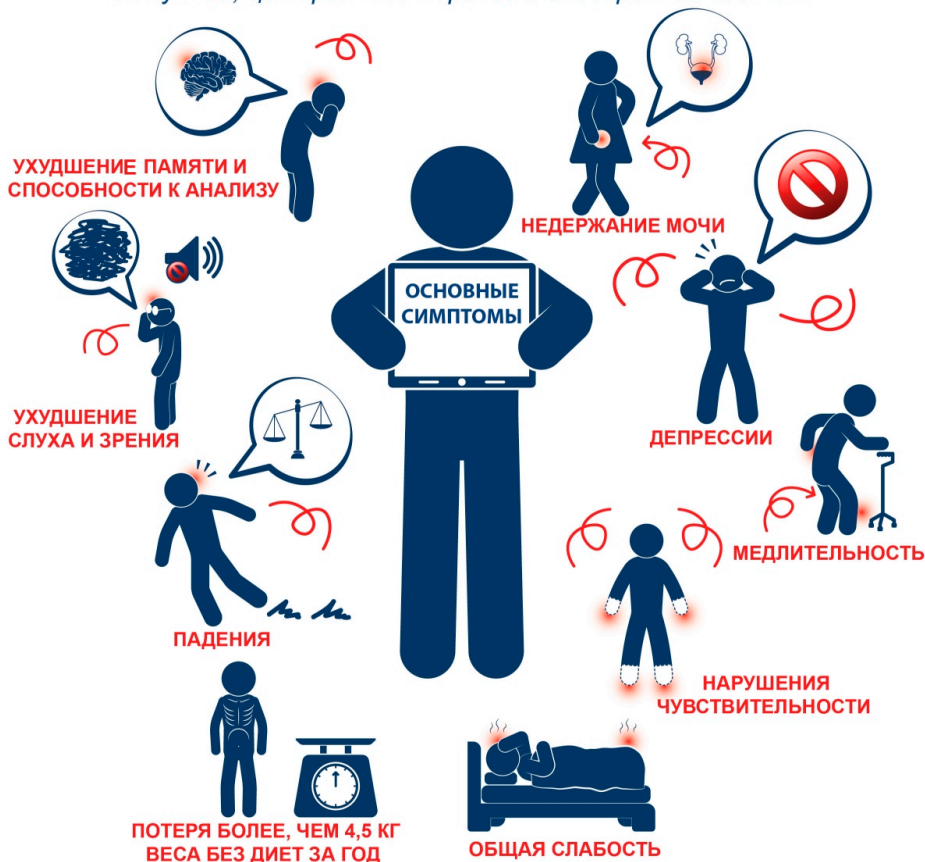 УХУДШЕНИЕ ПАМЯТИ И
СПОСОБНОСТИ К АНАЛИЗУ
НЕДЕРЖАНИЕ МОЧИ
ОСНОВНЫЕ
СИМПТОМЫ
УХУДШЕНИЕ
СЛУХА И ЗРЕНИЯ
ДЕПРЕССИИ
МЕДЛИТЕЛЬНОСТЬ
ПАДЕНИЯ
НАРУШЕНИЯ
ЧУВСТВИТЕЛЬНОСТИ
ПОТЕРЯ БОЛЕЕ, ЧЕМ 4,5 КГ
ВЕСА БЕЗ ДИЕТ ЗА ГОД
ОБЩАЯ СЛАБОСТЬ